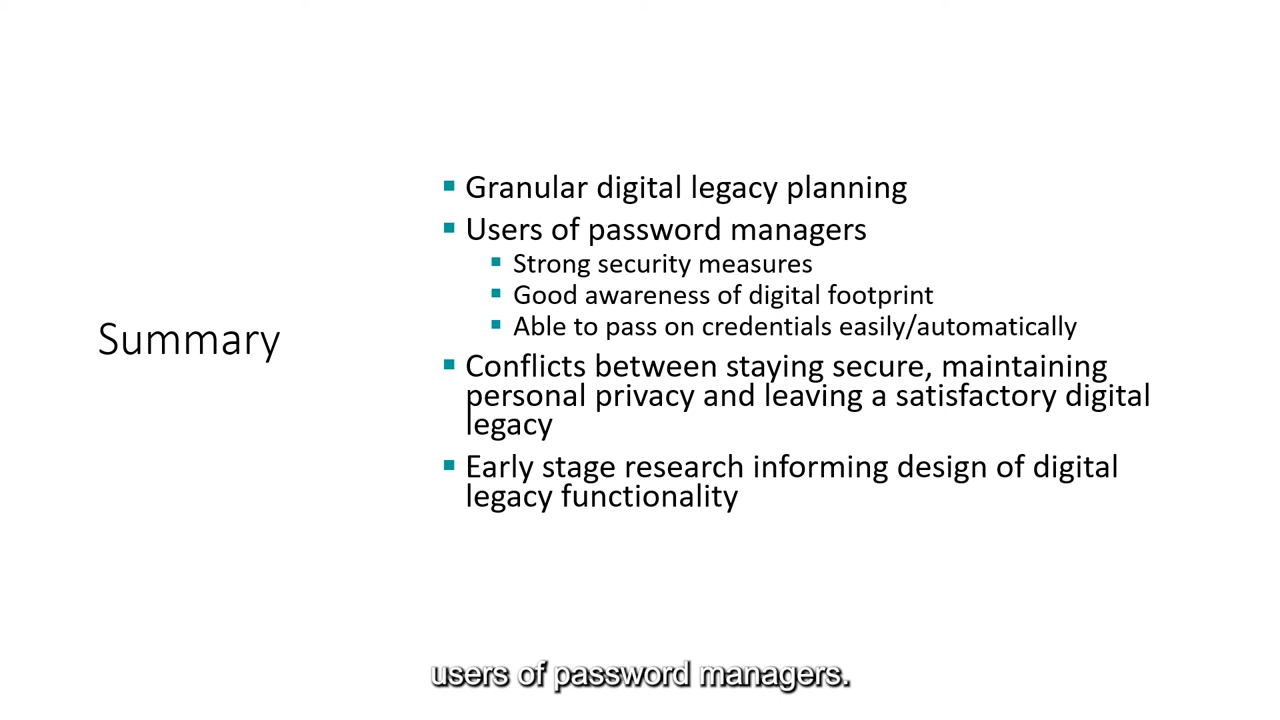 Summary
Granular digital legacy planning
Users of password managers
Strong security measures
Good awareness of digital footprint
Able to pass on credentials easily/automatically
Conflicts between staying secure, maintaining
personal privacy and leaving a satisfactory digital
legacy
Early stage research informing design of digital
legacy functionality
users of password managers.